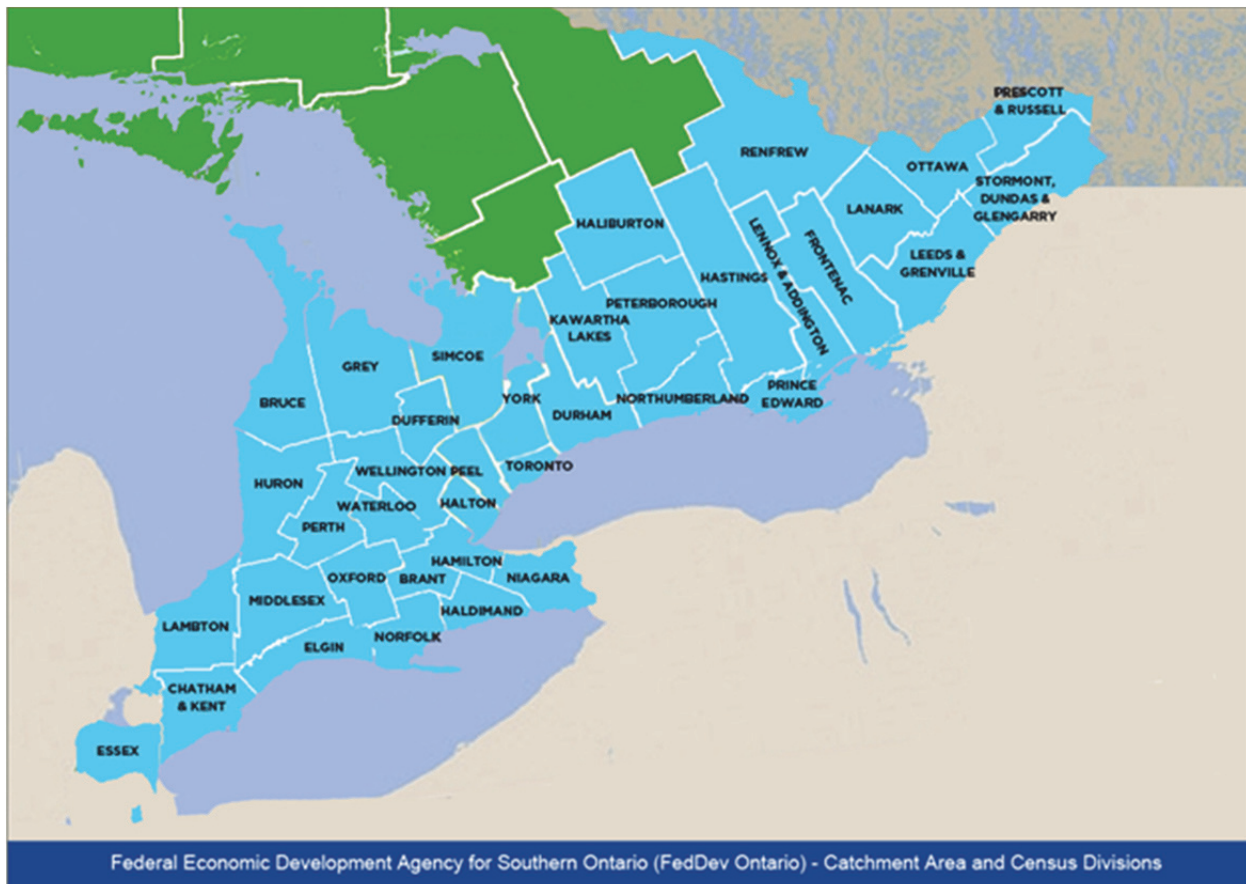 PRESCOTT
& RUSSELL
OTTAWA
RENFREW
STORMONT,
DUNDAS &
GLENGARRY
LANARK
HALIBURTON
LENNOX & ADDINGTON
FRONTENAC
LEEDS &
GRENVILLE
HASTINGS
PETERBOROUGH
KAWARTHA
LAKES
SIMCOE
GREY
BRUCE
YORK
PRINCE
EDWARD
NORTHUMBERLAND
DURHAM
DUFFERIN
TORONTO
WELLINGTON
PEEL
HURON
WATERLOO
HALTON
PERTH
HAMILTON
OXFORD
BRANT
NIAGARA
MIDDLESEX
HALDIMAND
LAMBTON
NORFOLK
ELGIN
CHATHAM
& KENT
ESSEX
Federal Economic Development Agency for Southern Ontario (FedDev Ontario) - Catchment Area and Census Divisions